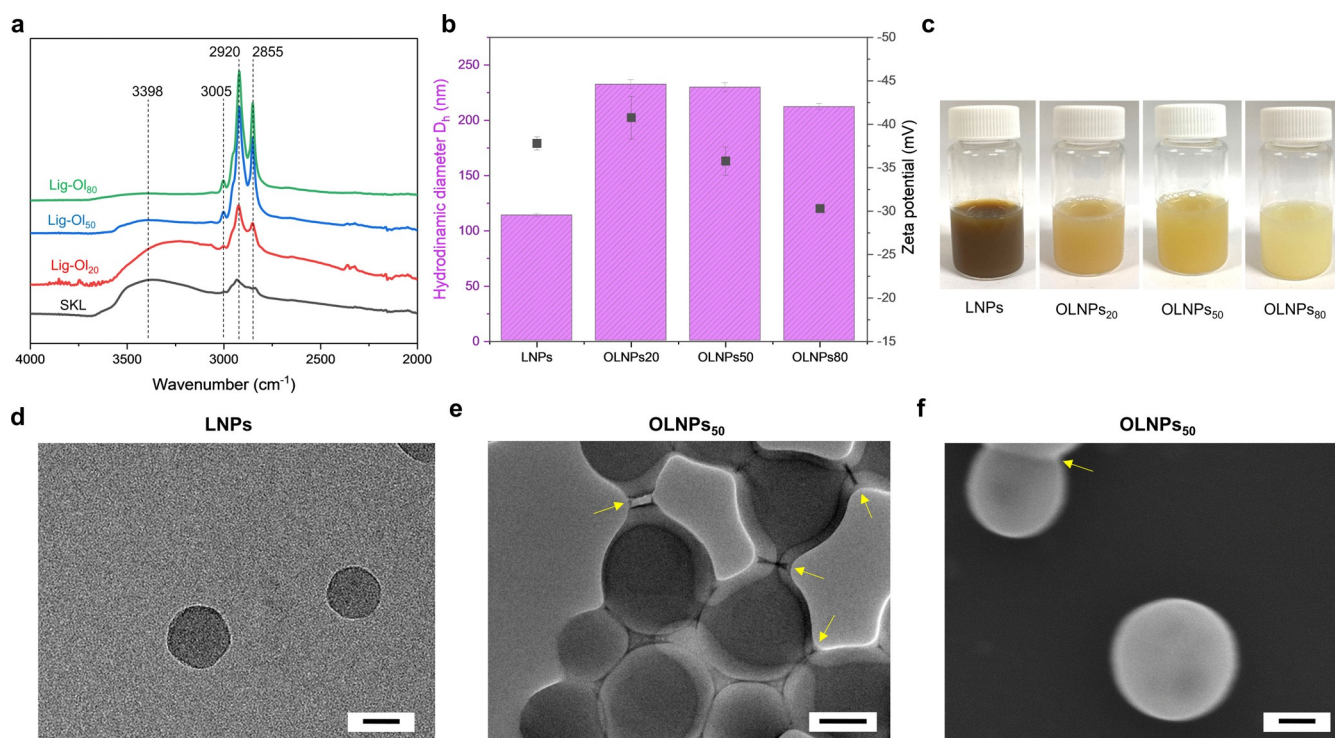 a
2920
2855
3398
3005
Lig-Ol80
Lig-Ol50
Lig-Ol20
SKL
4000
3500
3000
2500
2000
Wavenumber (cm-1)
b
Hydrodinamic diameter Dh (nm)
250
200
150
100
50
0
LNPs
OLNPs20
OLNPs50
OLNPs80
-50
-45
-40
-35
-30
-25
-20
-15
Zeta potential (mV)
c
LNPs
OLNPs20
OLNPs50
OLNPs80
d
LNPs
e
OLNPs50
f
OLNPs50